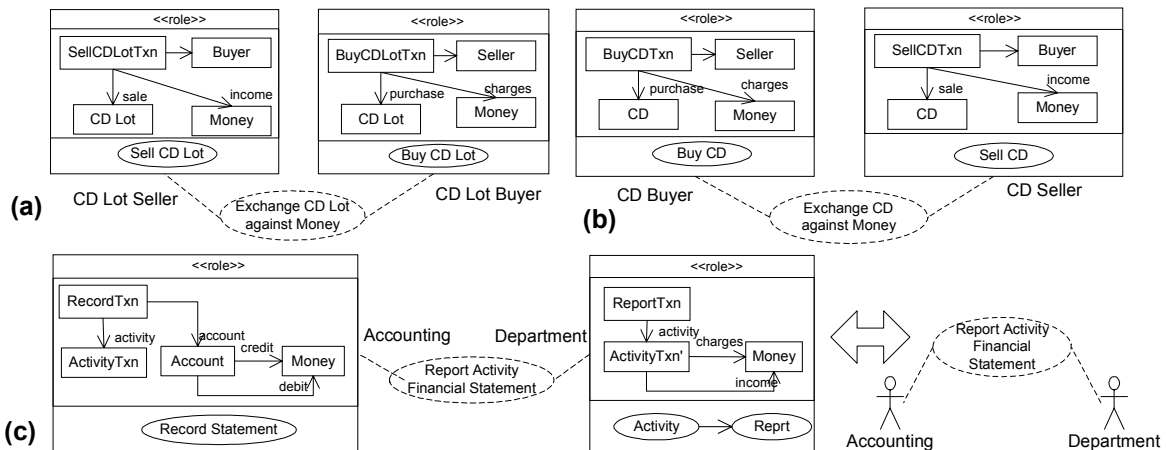 <<role>>
SellCDLotTxn
Buyer
sale
income
CD Lot
Money
Sell CD Lot
<<role>>
BuyCDLotTxn
Seller
purchase
charges
CD Lot
Money
Buy CD Lot
(a)
CD Lot Seller
Exchange CD Lot
against Money
CD Lot Buyer
<<role>>
BuyCDTxn
Seller
purchase
charges
CD
Money
Buy CD
<<role>>
SellCDTxn
Buyer
sale
income
CD
Money
Sell CD
(b)
CD Buyer
Exchange CD
against Money
CD Seller
<<role>>
RecordTxn
activity
account
ActivityTxn
Account
credit
Money
debit
Record Statement
(c)
Accounting
Department
Report Activity
Financial Statement
<<role>>
ReportTxn
activity
charges
ActivityTxn'
Money
income
Activity
Reprt
Report Activity
Financial
Statement
Accounting
Department